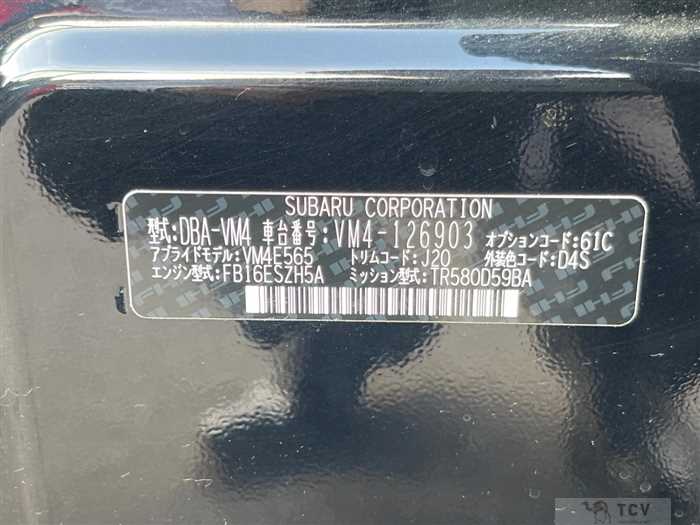 SUBARU CORPORATION
型式:DBA-VM4 車台番号:VM4-126903 オプションコード:61C
アプライドモデル:VM4E565 トリムコード:J20 外装色コード:D4S
エンジン型式:FB16ESZH5A ミッション型式:TR580D59BA
TCV